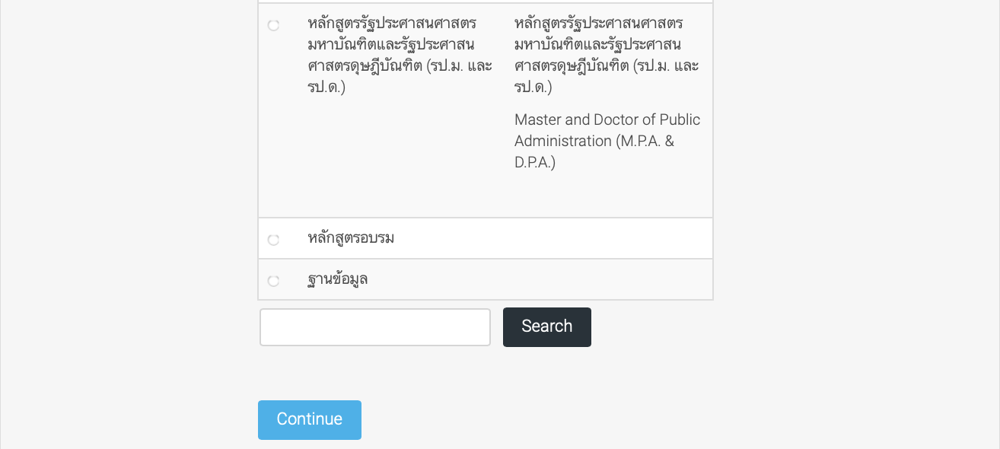 หลักสูตรรัฐประศาสนศาสตร
มหาบัณฑิตและรัฐประศาสน
ศาสตรดุษฎีบัณฑิต (รป.ม. และ
รป.ด.)
หลักสูตรรัฐประศาสนศาสตร
มหาบัณฑิตและรัฐประศาสน
ศาสตรดุษฎีบัณฑิต (รป.ม. และ
รป.ด.)
Master and Doctor of Public
Administration (M.P.A. &
D.P.A.)
หลักสูตรอบรม
ฐานข้อมูล
Search
Continue